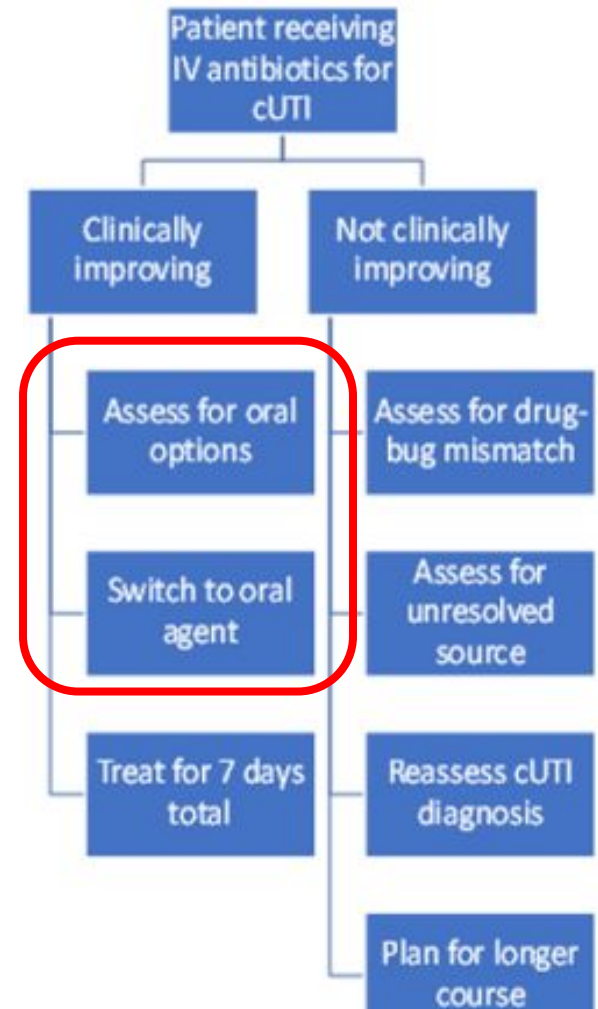 Patient receiving
IV antibiotics for
cUTI
Clinically
improving
Not clinically
improving
Assess for oral
options
Assess for drug-
bug mismatch
Switch to oral
agent
Assess for
unresolved
source
Treat for 7 days
total
Reassess cUTI
diagnosis
Plan for longer
course